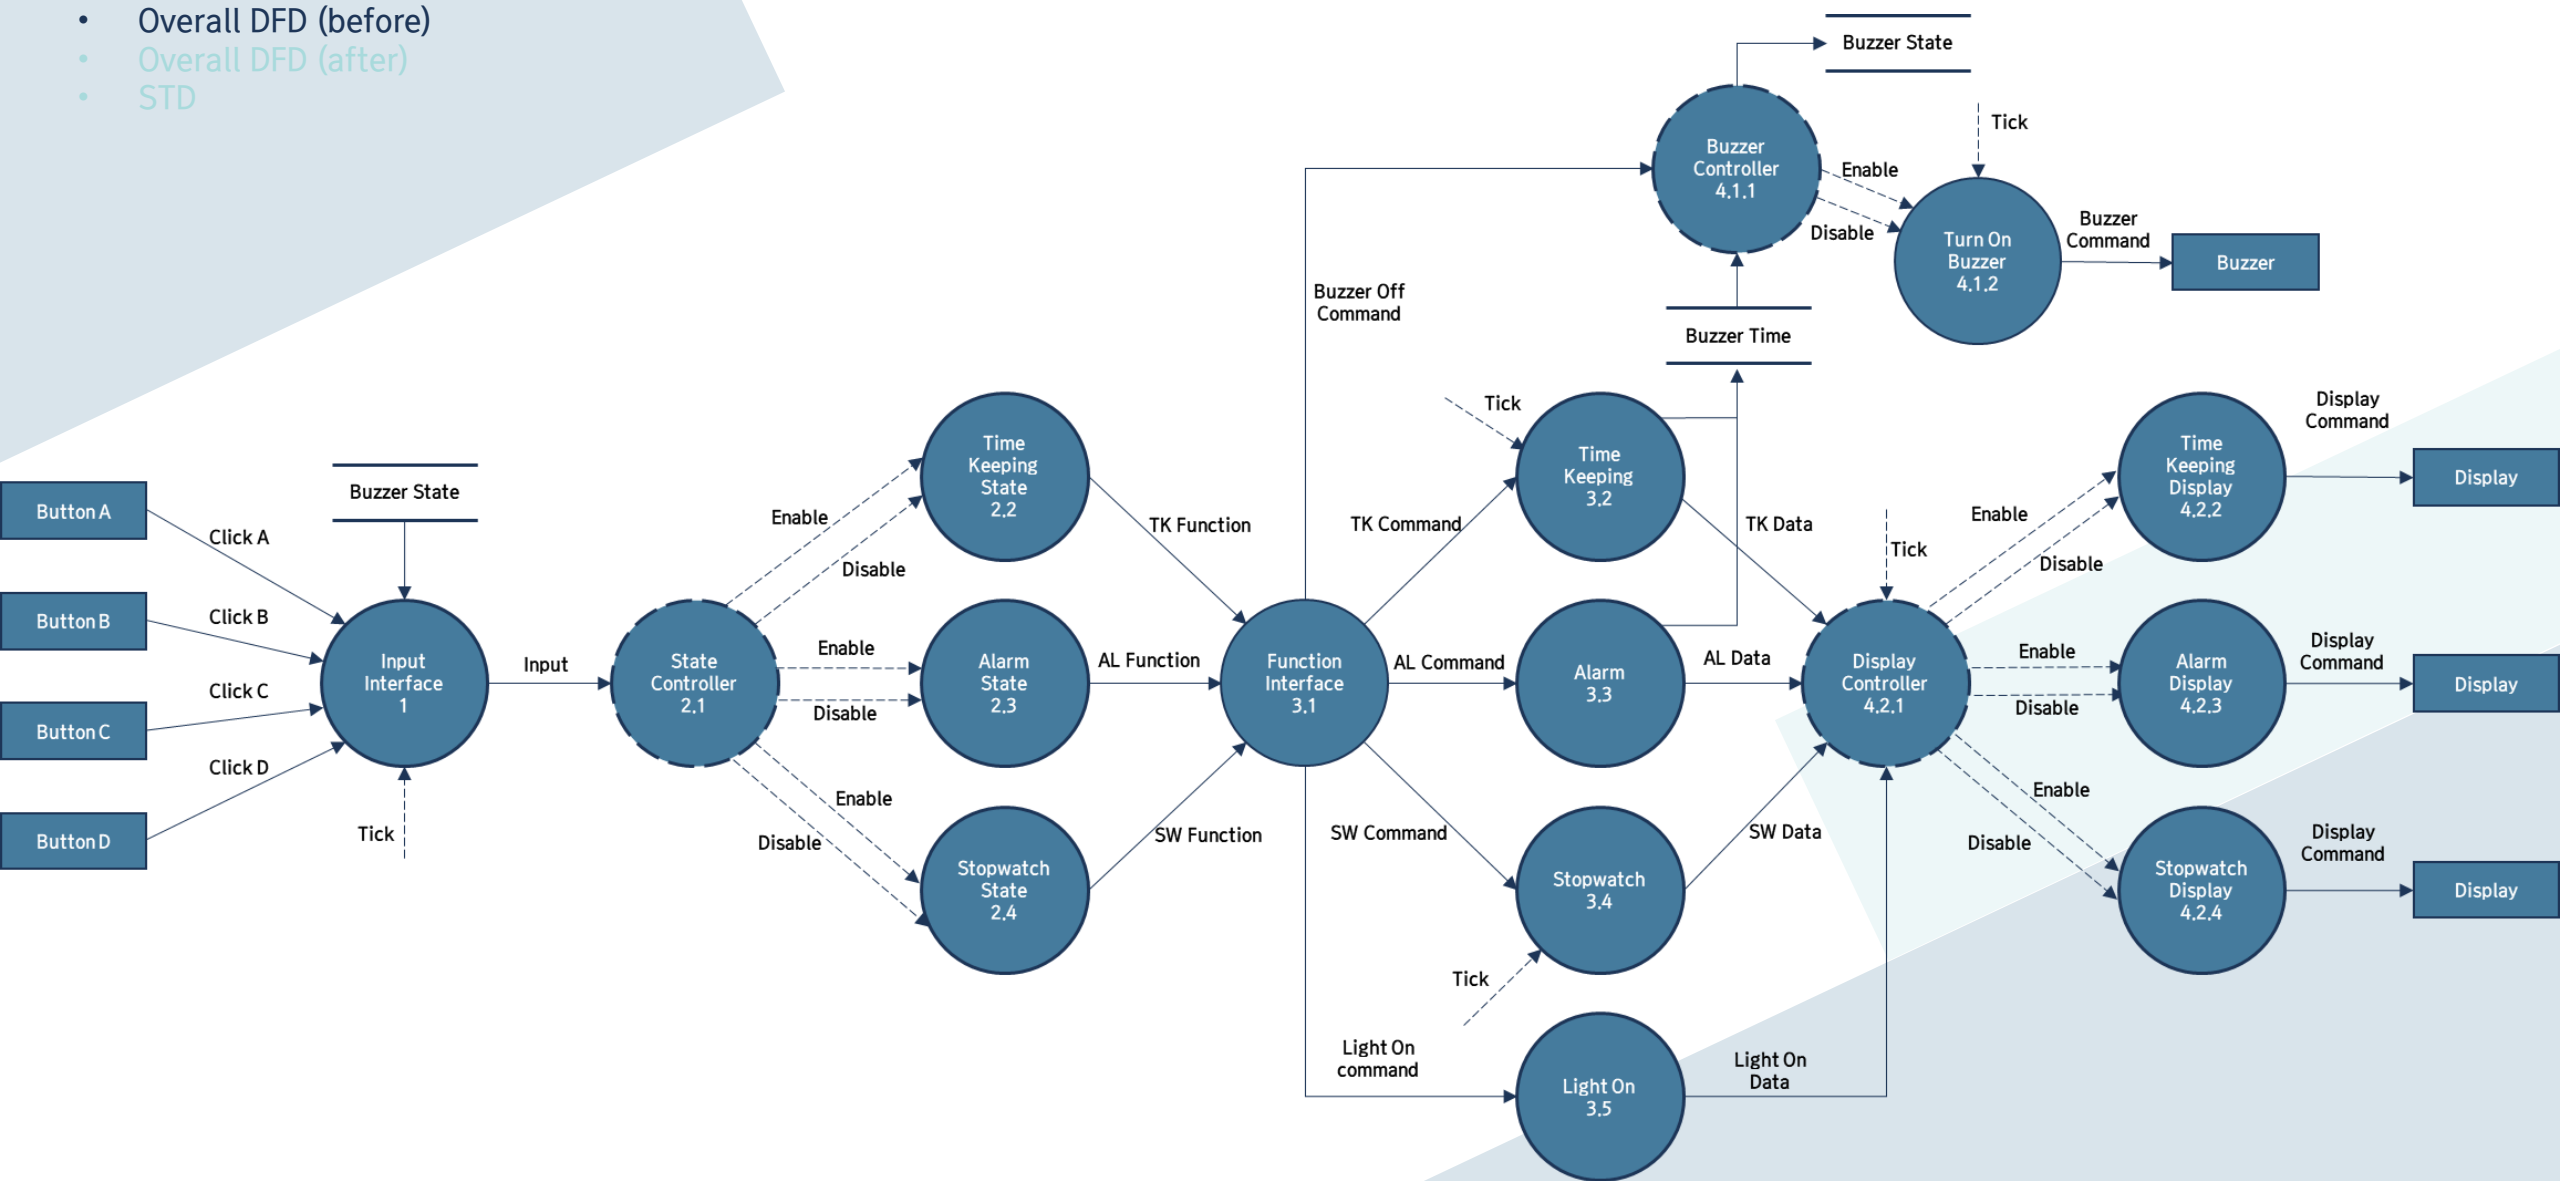 • Overall DFD (before)
• Overall DFD (after)
• STD
Buzzer State
Buzzer
Controller
4.1.1
Tick
Enable
Disable
Turn On
Buzzer
4.1.2
Buzzer
Command
Buzzer
Buzzer Off
Command
Buzzer Time
Button A
Button B
Button C
Button D
Click A
Click B
Click C
Click D
Buzzer State
Input
Interface
1
Tick
Input
State
Controller
2.1
Enable
Disable
Enable
Disable
Enable
Disable
Time
Keeping
State
2.2
Alarm
State
2.3
Stopwatch
State
2.4
TK Function
AL Function
SW Function
Function
Interface
3.1
TK Command
AL Command
SW Command
Light On
command
Tick
Time
Keeping
3.2
Alarm
3.3
Stopwatch
3.4
Tick
Light On
3.5
TK Data
AL Data
SW Data
Light On
Data
Tick
Display
Controller
4.2.1
Enable
Disable
Enable
Disable
Enable
Disable
Time
Keeping
Display
4.2.2
Alarm
Display
4.2.3
Stopwatch
Display
4.2.4
Display
Command
Display
Display
Command
Display
Display
Command
Display